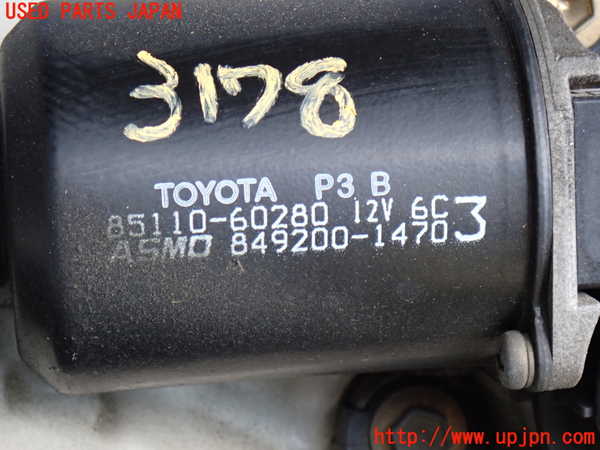 USED PARTS JAPAN
3178
TOYOTA P3 B
85110-60280 12V 6C
ASMO 849200-1470 3
http://www.upjpn.com/